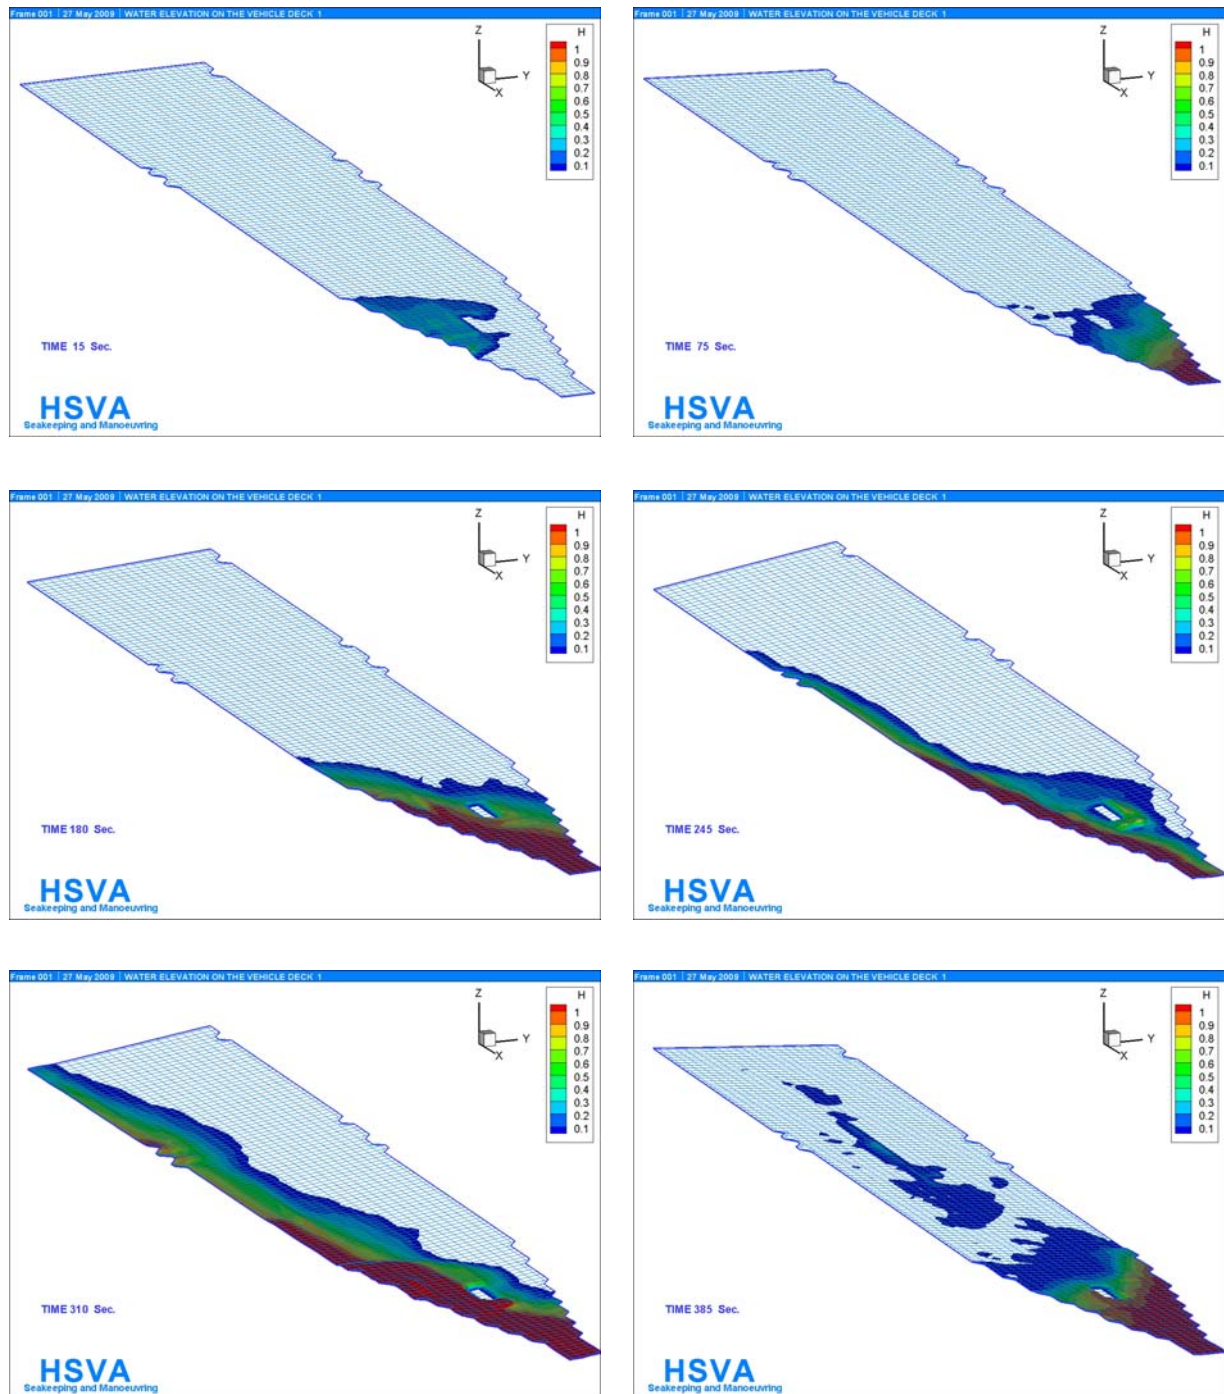 Frame 001 | 27 May 2009 | WATER ELEVATION ON THE VEHICLE DECK 1
Z
Y
X
H
1
0.9
0.8
0.7
0.6
0.5
0.4
0.3
0.2
0.1
TIME 15 Sec.
HSVA
Seakeeping and Manoeuvring
Frame 001 | 27 May 2009 | WATER ELEVATION ON THE VEHICLE DECK 1
Z
Y
X
H
1
0.9
0.8
0.7
0.6
0.5
0.4
0.3
0.2
0.1
TIME 75 Sec.
HSVA
Seakeeping and Manoeuvring
Frame 001 | 27 May 2009 | WATER ELEVATION ON THE VEHICLE DECK 1
Z
Y
X
H
1
0.9
0.8
0.7
0.6
0.5
0.4
0.3
0.2
0.1
TIME 180 Sec.
HSVA
Seakeeping and Manoeuvring
Frame 001 | 27 May 2009 | WATER ELEVATION ON THE VEHICLE DECK 1
Z
Y
X
H
1
0.9
0.8
0.7
0.6
0.5
0.4
0.3
0.2
0.1
TIME 245 Sec.
HSVA
Seakeeping and Manoeuvring
Frame 001 | 27 May 2009 | WATER ELEVATION ON THE VEHICLE DECK 1
Z
Y
X
H
1
0.9
0.8
0.7
0.6
0.5
0.4
0.3
0.2
0.1
TIME 310 Sec.
HSVA
Seakeeping and Manoeuvring
Frame 001 | 27 May 2009 | WATER ELEVATION ON THE VEHICLE DECK 1
Z
Y
X
H
1
0.9
0.8
0.7
0.6
0.5
0.4
0.3
0.2
0.1
TIME 385 Sec.
HSVA
Seakeeping and Manoeuvring